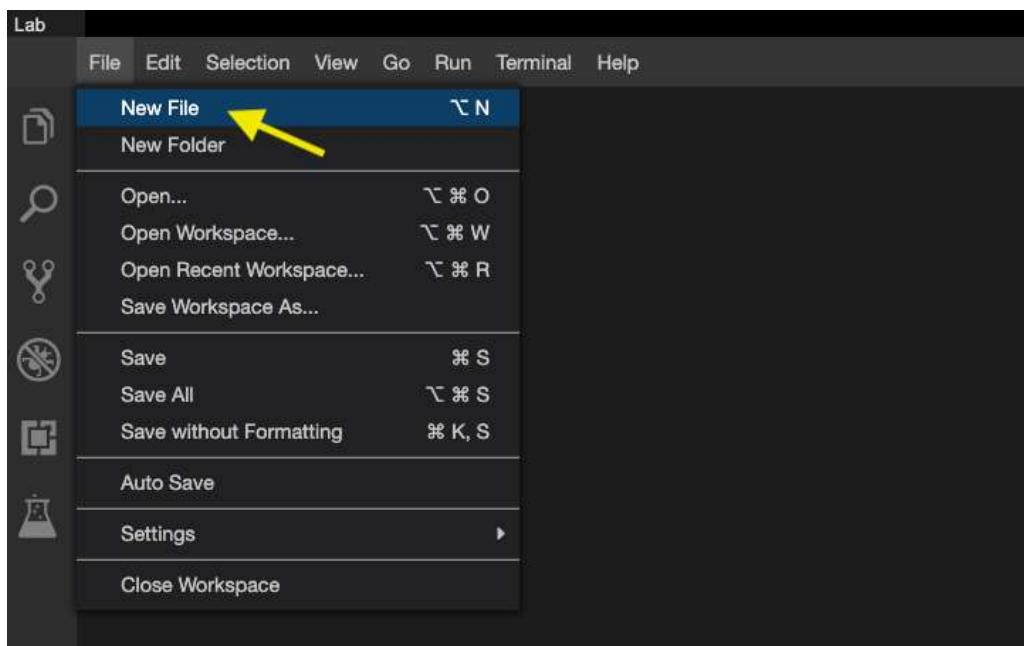 Lab
File Edit Selection View Go Run Terminal Help
New File ⌥ N
New Folder
Open... ⌥ ⌘ O
Open Workspace... ⌥ ⌘ W
Open Recent Workspace... ⌥ ⌘ R
Save Workspace As...
Save ⌘ S
Save All ⌥ ⌘ S
Save without Formatting ⌘ K, S
Auto Save
Settings
Close Workspace